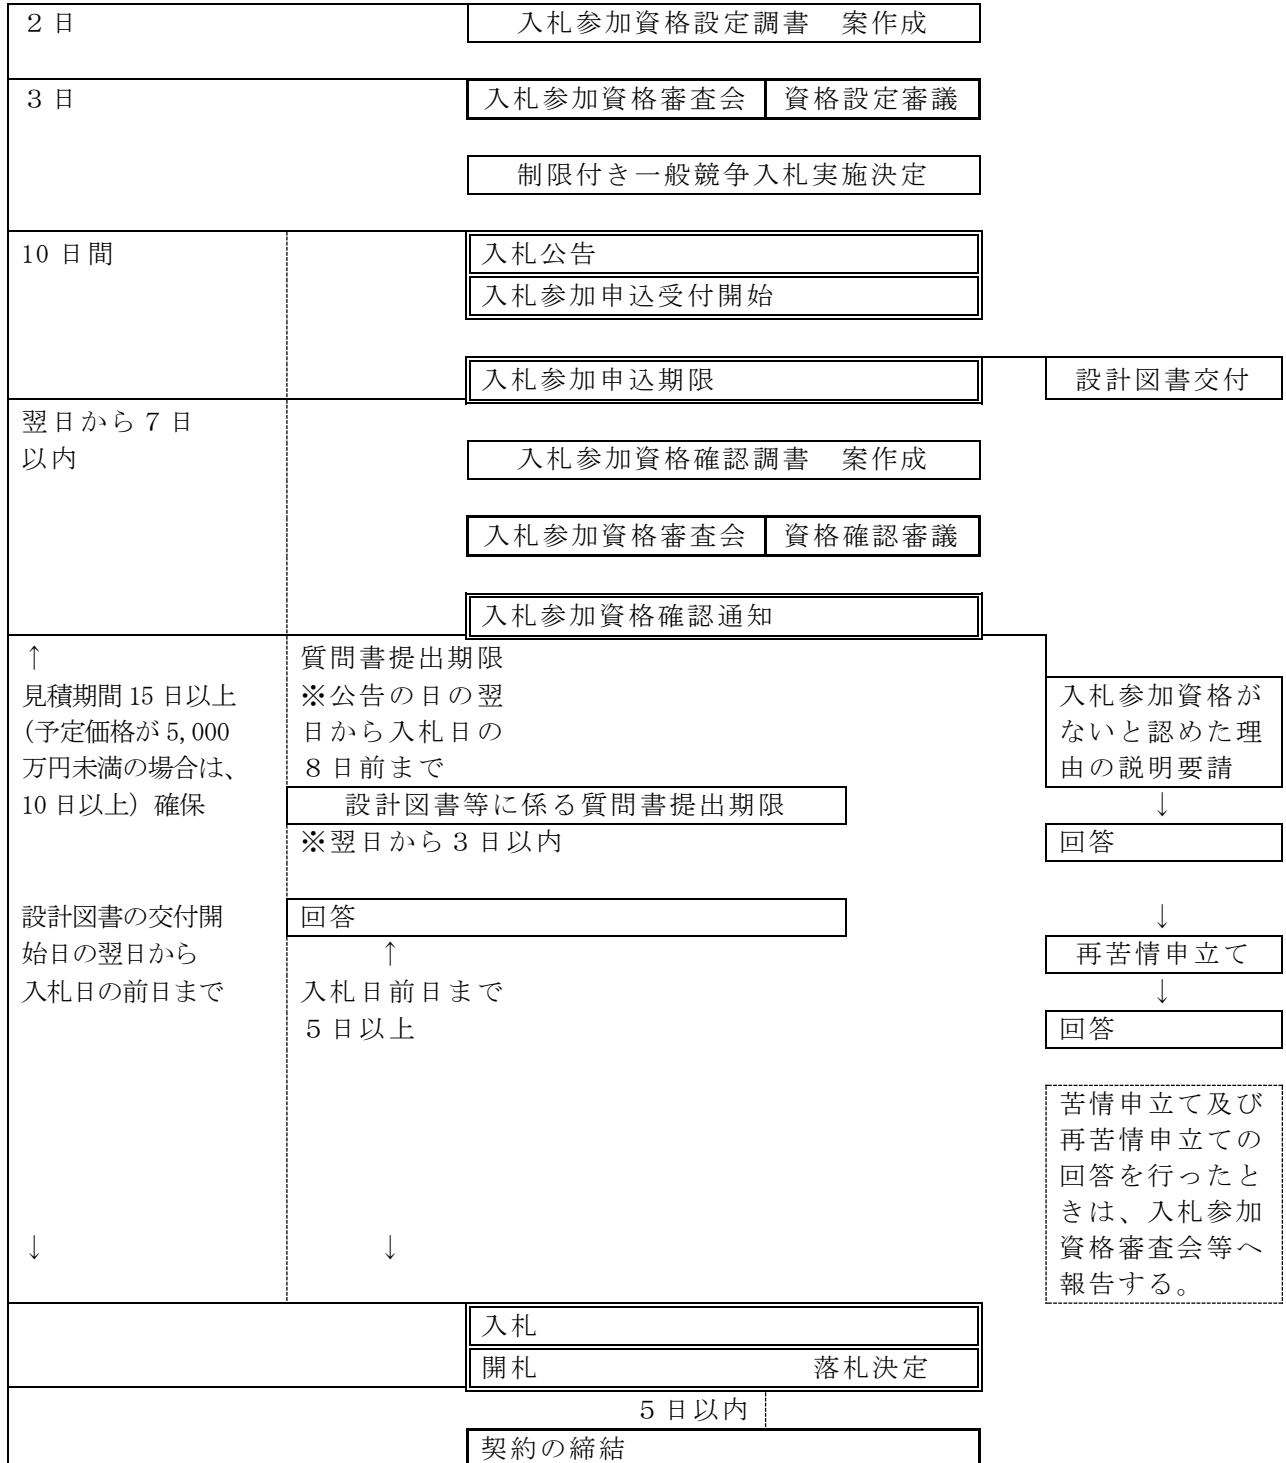 ２日
入札参加資格設定調書　案作成
３日
入札参加資格審査会　資格設定審議
制限付き一般競争入札実施決定
10 日間
入札公告
入札参加申込受付開始
入札参加申込期限
設計図書交付
翌日から７日
以内
入札参加資格確認調書　案作成
入札参加資格審査会　資格確認審議
入札参加資格確認通知
↑
見積期間 15 日以上
（予定価格が 5,000
万円未満の場合は、
10 日以上）確保
設計図書の交付開
始日の翌日から
入札日の前日まで
↓
質問書提出期限
※公告の日の翌
日から入札日の
８日前まで
設計図書等に係る質問書提出期限
※翌日から３日以内
回答
↑
入札日前日まで
５日以上
↓
入札参加資格が
ないと認めた理
由の説明要請
↓
回答
↓
再苦情申立て
↓
回答
苦情申立て及び
再苦情申立ての
回答を行ったと
きは、入札参加
資格審査会等へ
報告する。
入札
開札　落札決定
５日以内
契約の締結